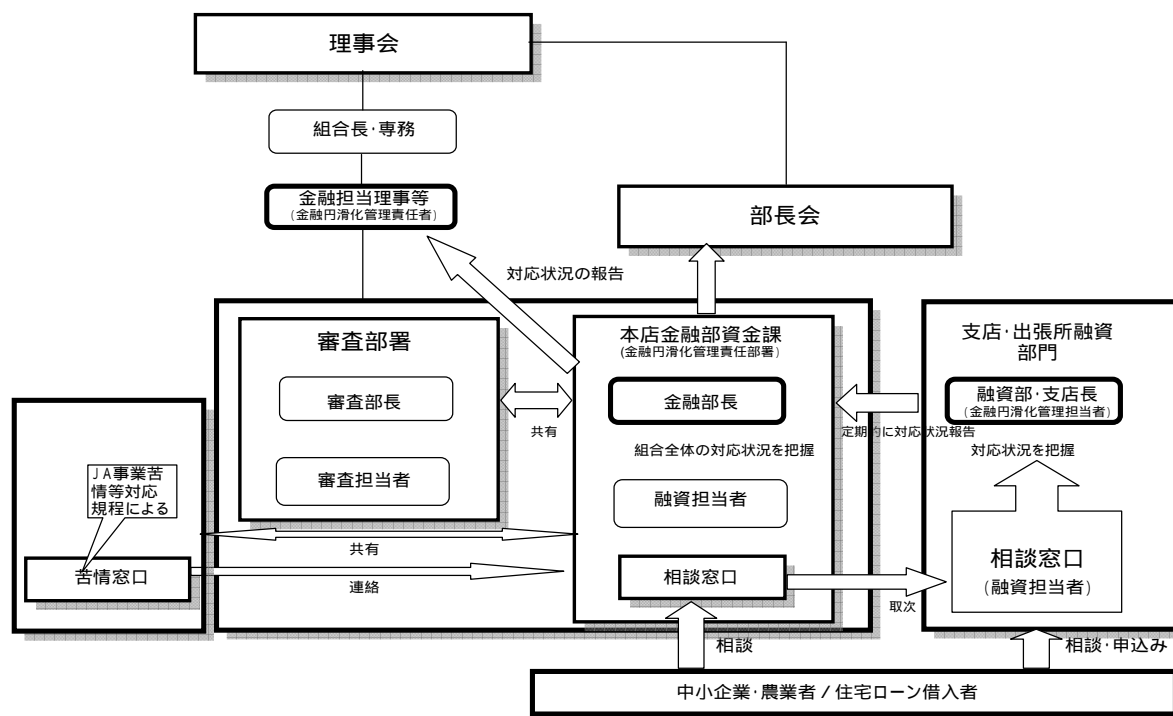 理事会
組合長･専務
金融担当理事等
(金融円滑化管理責任者)
部長会
対応状況の報告
審査部署
審査部長
審査担当者
共有
本店金融部資金課
(金融円滑化管理責任部署)
金融部長
組合全体の対応状況を把握
融資担当者
相談窓口
支店･出張所融資
部門
融資部･支店長
(金融円滑化管理担当者)
定期的に対応状況報告
対応状況を把握
相談窓口
(融資担当者)
JA事業苦
情等対応
規程による
苦情窓口
共有
連絡
取次
相談
相談･申込み
中小企業･農業者 / 住宅ローン借入者